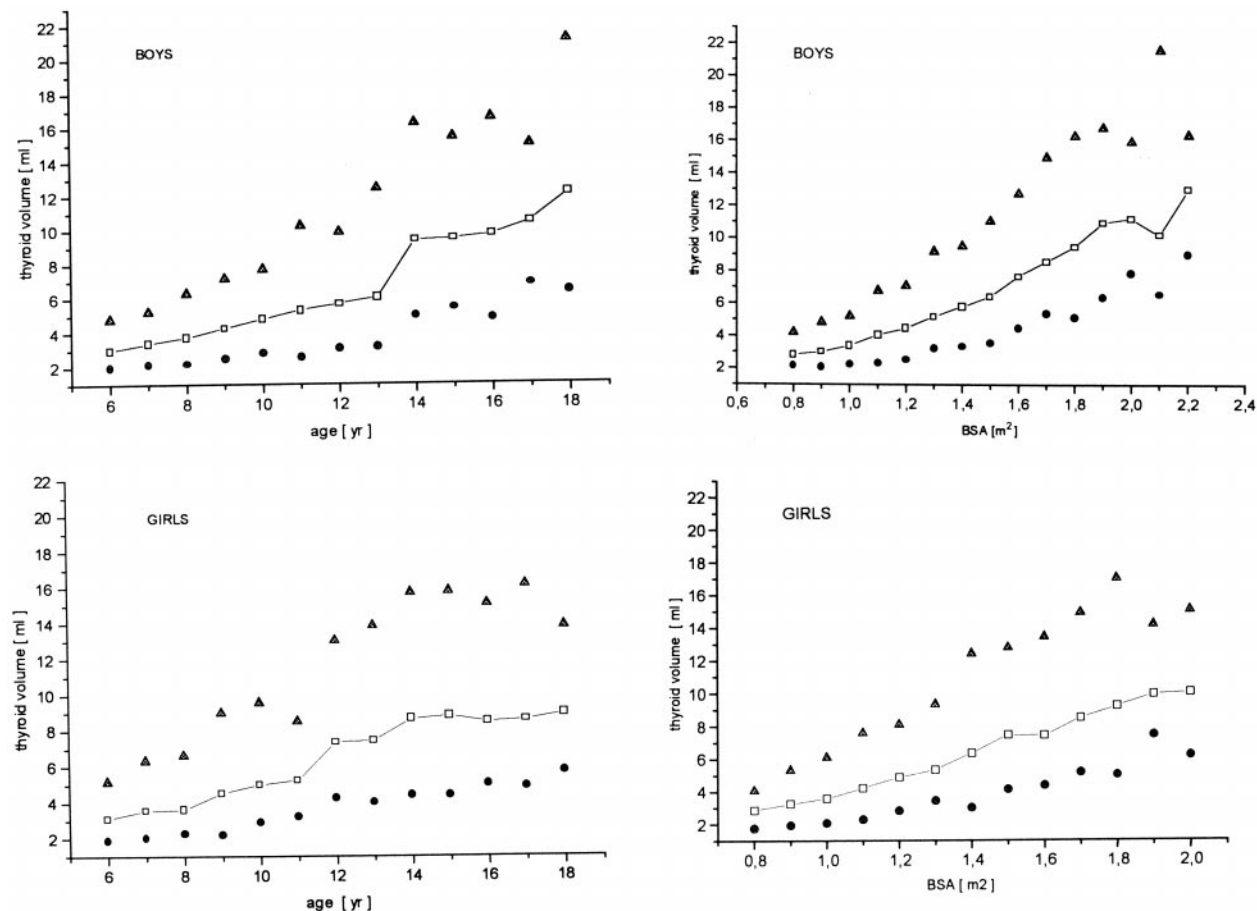 BOYS
thyroid volume [ ml ]
22
20
18
16
14
12
10
8
6
4
2
6 8 10 12 14 16 18
age [ yr ]
BOYS
thyroid volume [ ml ]
22
20
18
16
14
12
10
8
6
4
2
0,6 0,8 1,0 1,2 1,4 1,6 1,8 2,0 2,2 2,4
BSA [m²]
GIRLS
thyroid volume [ ml ]
22
20
18
16
14
12
10
8
6
4
2
6 8 10 12 14 16 18
age [ yr ]
GIRLS
thyroid volume [ ml ]
22
20
18
16
14
12
10
8
6
4
2
0,8 1,0 1,2 1,4 1,6 1,8 2,0
BSA [ m2 ]